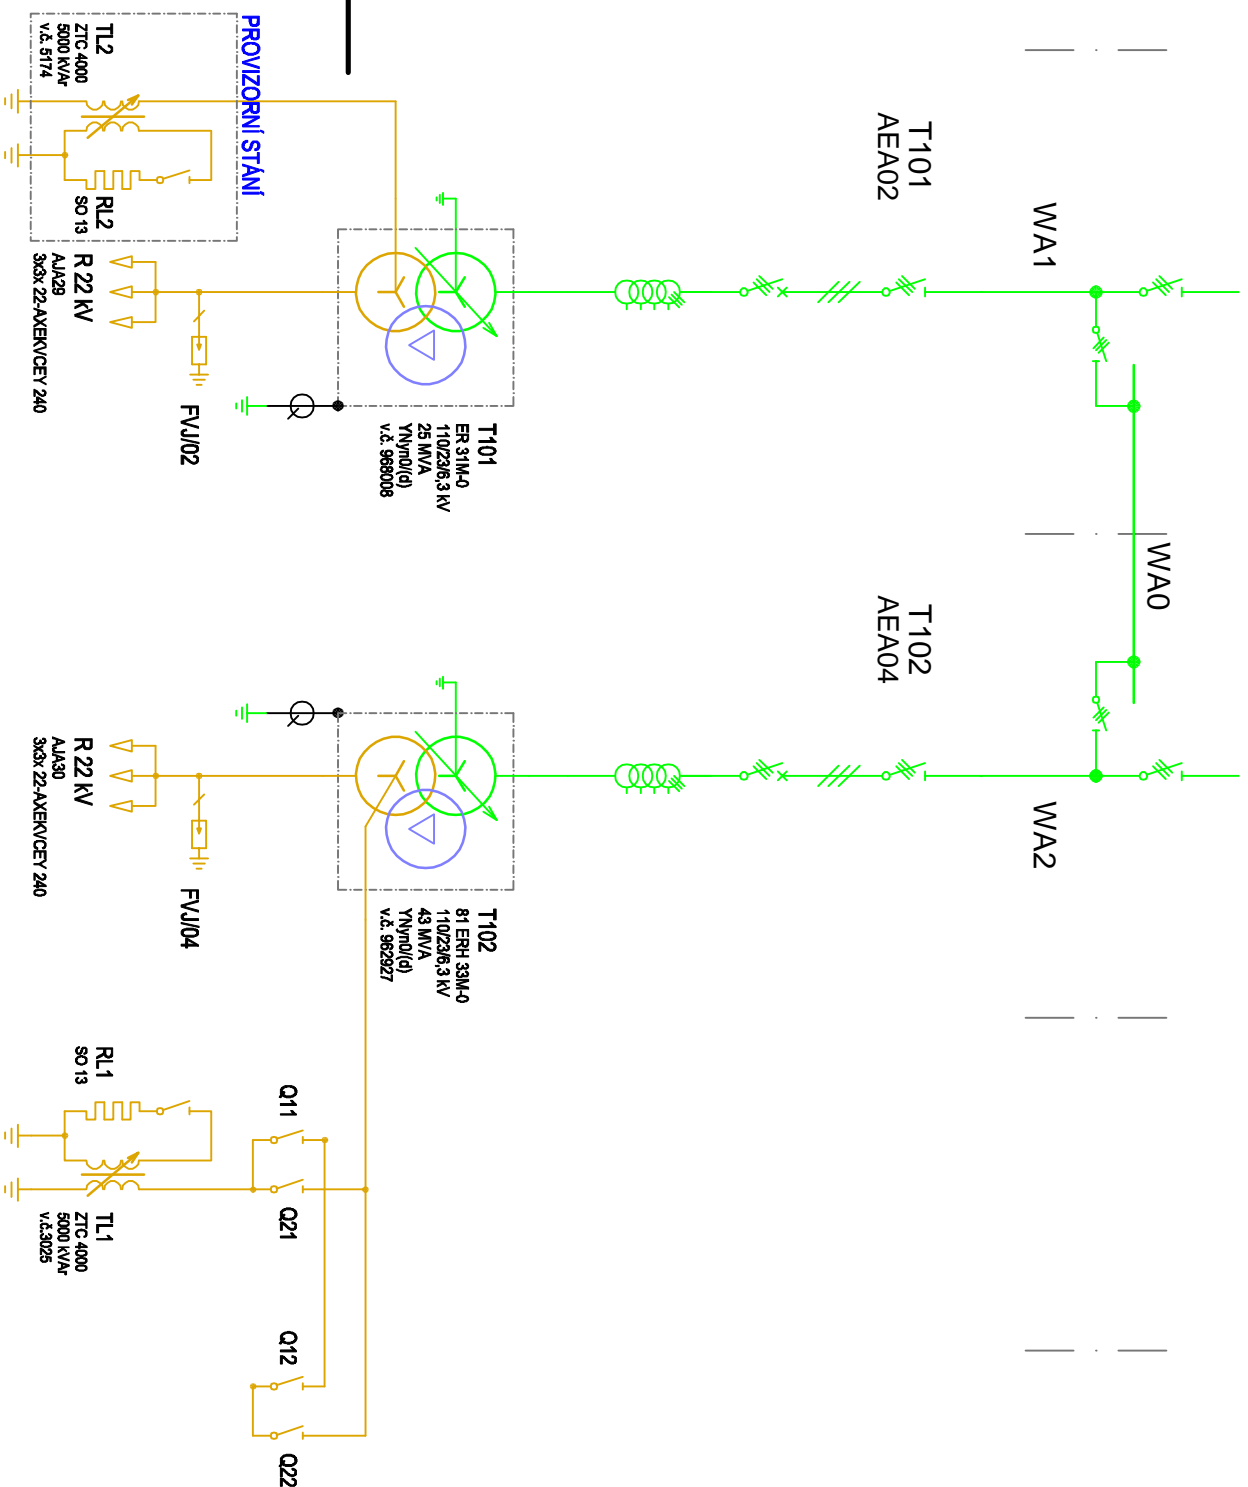 WA1
WA0
WA2
T101
AEA02
T102
AEA04
T101
ER 31M-0
110/23/6,3 kV
25 MVA
YNyn0/(d)
v.č. 968008
T102
81 ERH 33M-0
110/23/6,3 kV
43 MVA
YNyn0/(d)
v.č. 962927
PROVIZORNÍ STÁNÍ
TL2
ZTC 4000
5000 kVAr
v.č. 5174
RL2
SO 13
R 22 kV
AJA29
3x3x 22-AXEKVCEY 240
FVJ/02
R 22 kV
AJA30
3x3x 22-AXEKVCEY 240
FVJ/04
RL1
SO 13
TL1
ZTC 4000
5000 kVAr
v.č.3025
Q11
Q21
Q12
Q22